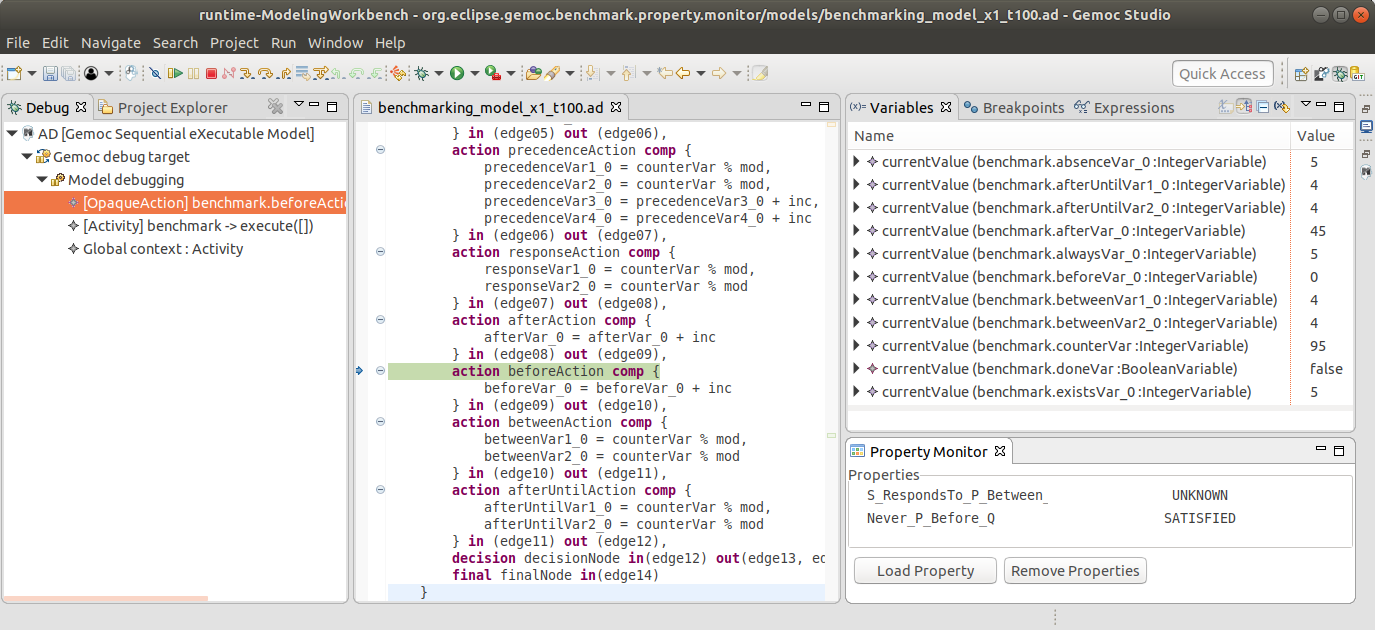 runtime-ModelingWorkbench - org.eclipse.gemoc.benchmark.property.monitor/models/benchmarking_model_x1_t100.ad - Gemoc Studio
File Edit Navigate Search Project Run Window Help
Quick Access
Debug
Project Explorer
AD [Gemoc Sequential eXecutable Model]
Gemoc debug target
Model debugging
[OpaqueAction] benchmark.beforeActi
[Activity] benchmark -> execute([])
Global context : Activity
benchmarking_model_x1_t100.ad
} in (edge05) out (edge06),
action precedenceAction comp {
precedenceVar1_0 = counterVar % mod,
precedenceVar2_0 = counterVar % mod,
precedenceVar3_0 = precedenceVar3_0 + inc,
precedenceVar4_0 = precedenceVar4_0 + inc
} in (edge06) out (edge07),
action responseAction comp {
responseVar1_0 = counterVar % mod,
responseVar2_0 = counterVar % mod
} in (edge07) out (edge08),
action afterAction comp {
afterVar_0 = afterVar_0 + inc
} in (edge08) out (edge09),
action beforeAction comp {
beforeVar_0 = beforeVar_0 + inc
} in (edge09) out (edge10),
action betweenAction comp {
betweenVar1_0 = counterVar % mod,
betweenVar2_0 = counterVar % mod
} in (edge10) out (edge11),
action afterUntilAction comp {
afterUntilVar1_0 = counterVar % mod,
afterUntilVar2_0 = counterVar % mod
} in (edge11) out (edge12),
decision decisionNode in(edge12) out(edge13, ed
final finalNode in(edge14)
}
(x)= Variables
Breakpoints
Expressions
Name Value
currentValue (benchmark.absenceVar_0 :IntegerVariable) 5
currentValue (benchmark.afterUntilVar1_0 :IntegerVariable) 4
currentValue (benchmark.afterUntilVar2_0 :IntegerVariable) 4
currentValue (benchmark.afterVar_0 :IntegerVariable) 45
currentValue (benchmark.alwaysVar_0 :IntegerVariable) 5
currentValue (benchmark.beforeVar_0 :IntegerVariable) 0
currentValue (benchmark.betweenVar1_0 :IntegerVariable) 4
currentValue (benchmark.betweenVar2_0 :IntegerVariable) 4
currentValue (benchmark.counterVar :IntegerVariable) 95
currentValue (benchmark.doneVar :BooleanVariable) false
currentValue (benchmark.existsVar_0 :IntegerVariable) 5
Property Monitor
Properties
S_RespondsTo_P_Between_ UNKNOWN
Never_P_Before_Q SATISFIED
Load Property
Remove Properties